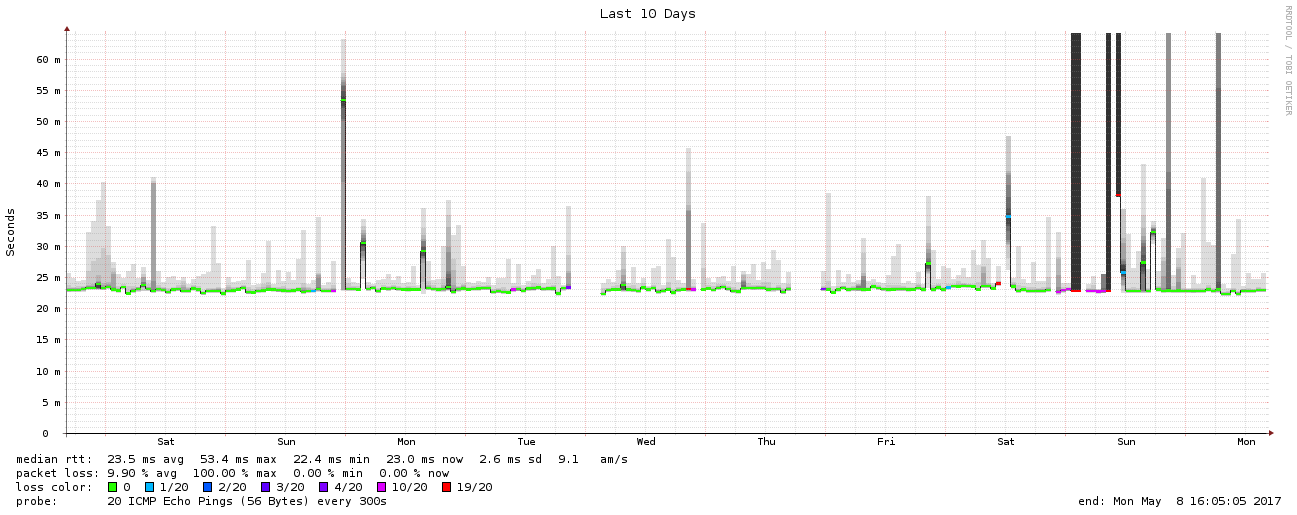 Last 10 Days
RRDTOOL / TOBI OETIKER
Seconds
60 m
55 m
50 m
45 m
40 m
35 m
30 m
25 m
20 m
15 m
10 m
5 m
0
Sat Sun Mon Tue Wed Thu Fri Sat Sun Mon
median rtt: 23.5 ms avg 53.4 ms max 22.4 ms min 23.0 ms now 2.6 ms sd 9.1 am/s
packet loss: 9.90 % avg 100.00 % max 0.00 % min 0.00 % now
loss color: 0 1/20 2/20 3/20 4/20 10/20 19/20
probe: 20 ICMP Echo Pings (56 Bytes) every 300s end: Mon May 8 16:05:05 2017